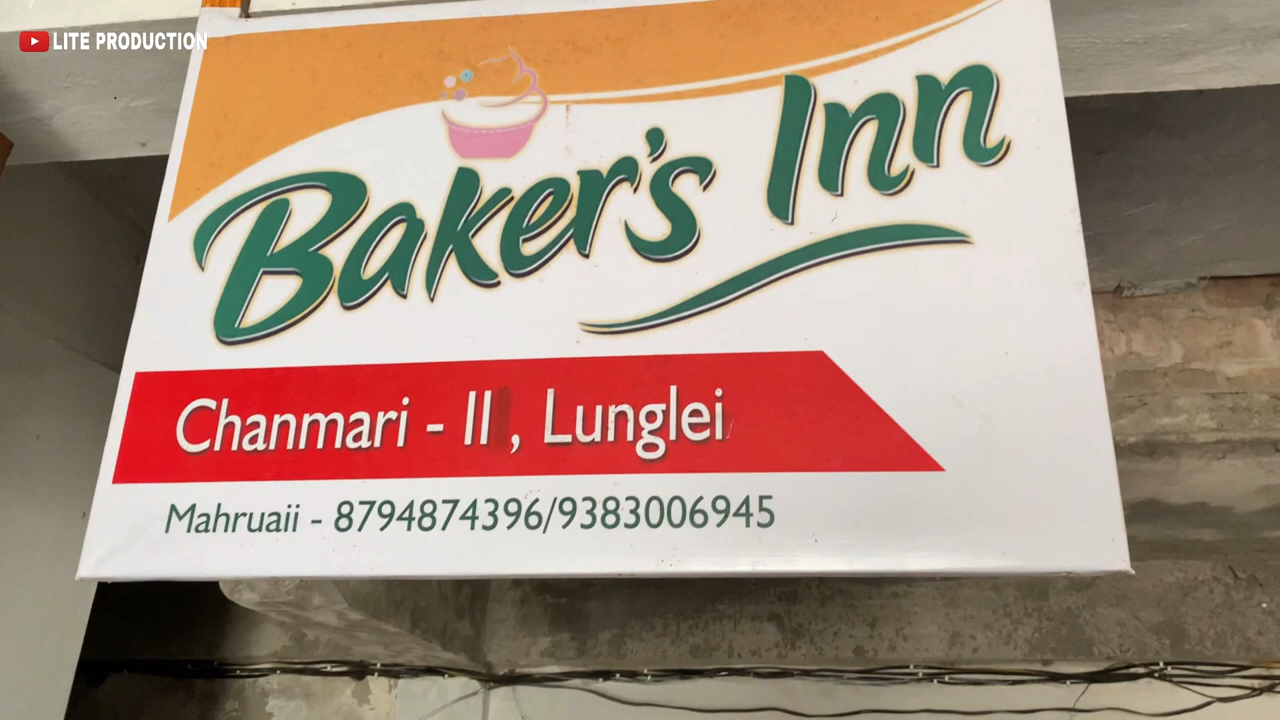 LITE PRODUCTION
Baker's Inn
Chanmari - II , Lunglei
Mahruaii - 8794874396/9383006945